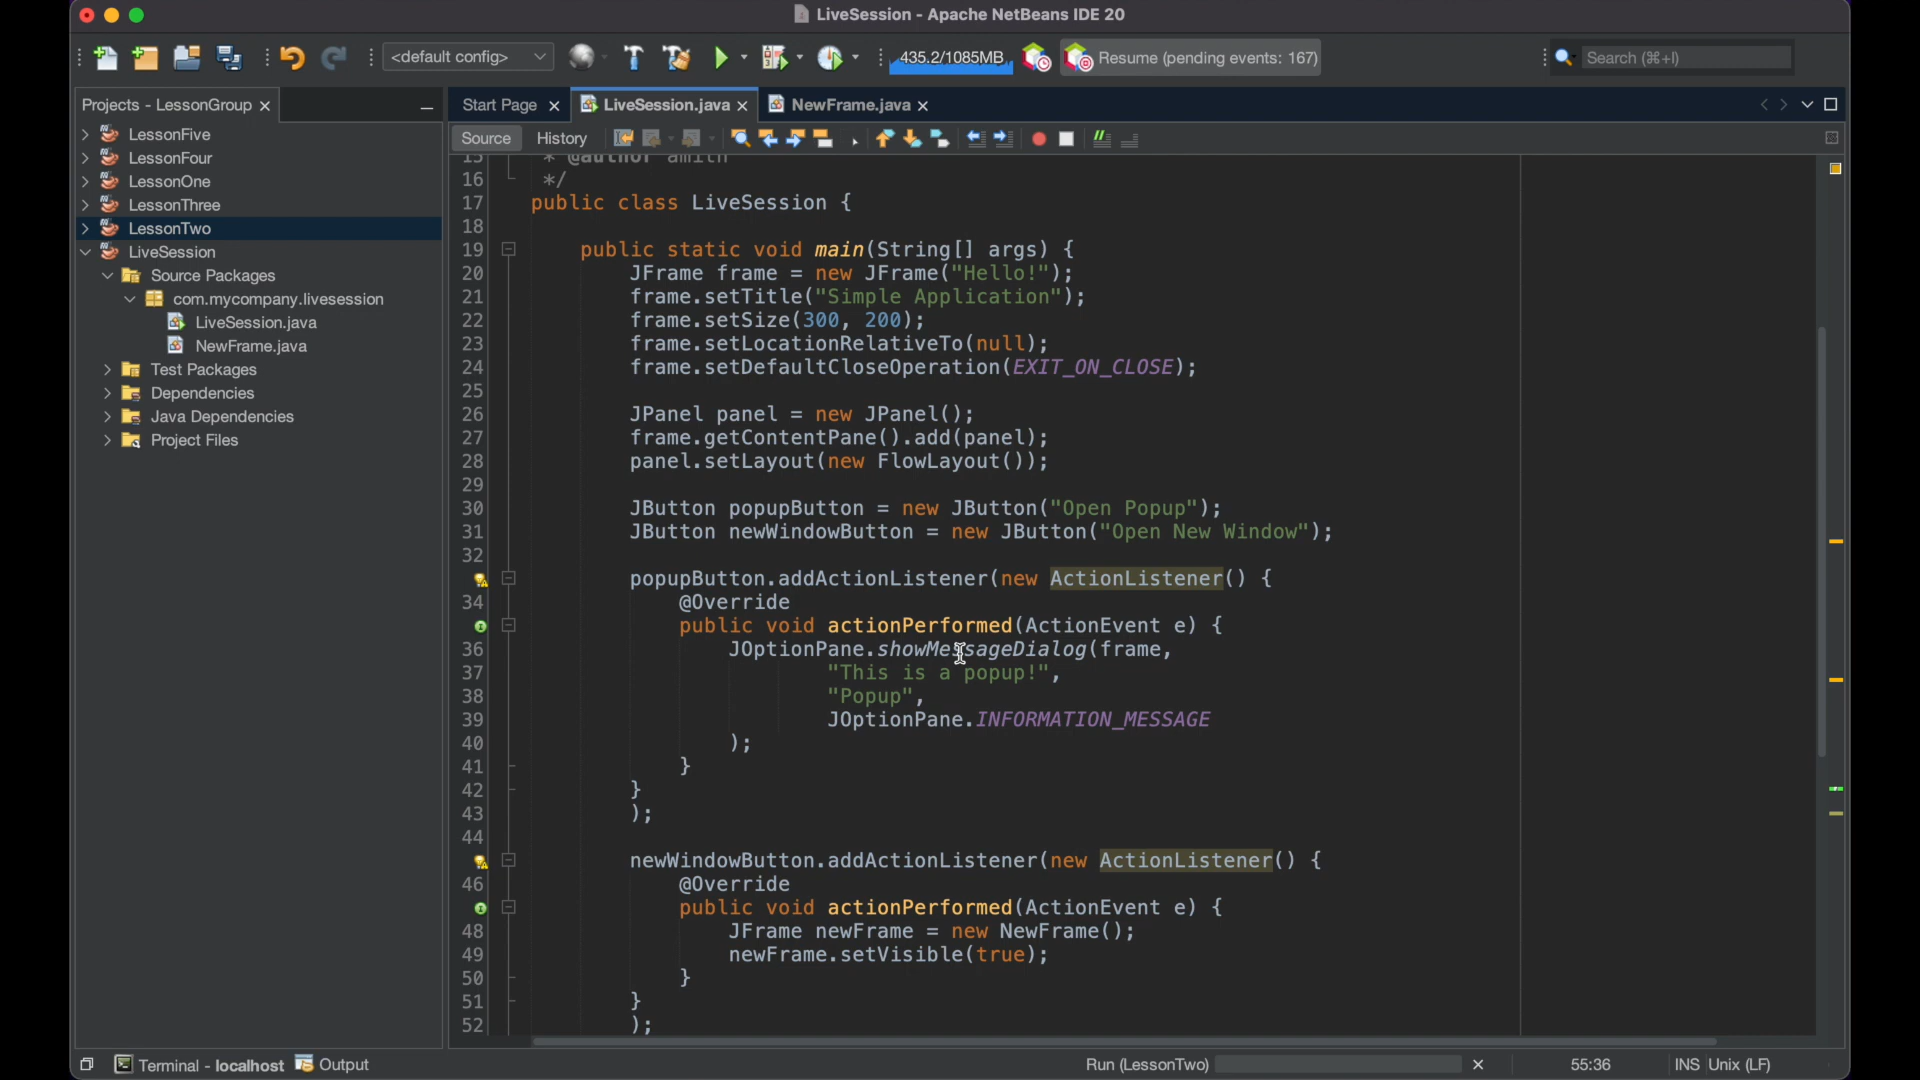 LiveSession - Apache NetBeans IDE 20
<default config>
435.2/1085MB
Resume (pending events: 167)
Search (⌘+I)
Projects - LessonGroup
Start Page
LiveSession.java
NewFrame.java
Source
History
LessonFive
LessonFour
LessonOne
LessonThree
LessonTwo
LiveSession
Source Packages
com.mycompany.livesession
LiveSession.java
NewFrame.java
Test Packages
Dependencies
Java Dependencies
Project Files
15 * @author amith
16 */
17 public class LiveSession {
18
19 public static void main(String[] args) {
20 JFrame frame = new JFrame("Hello!");
21 frame.setTitle("Simple Application");
22 frame.setSize(300, 200);
23 frame.setLocationRelativeTo(null);
24 frame.setDefaultCloseOperation(EXIT_ON_CLOSE);
25
26 JPanel panel = new JPanel();
27 frame.getContentPane().add(panel);
28 panel.setLayout(new FlowLayout());
29
30 JButton popupButton = new JButton("Open Popup");
31 JButton newWindowButton = new JButton("Open New Window");
32
popupButton.addActionListener(new ActionListener() {
34 @Override
public void actionPerformed(ActionEvent e) {
36 JOptionPane.showMessageDialog(frame,
37 "This is a popup!",
38 "Popup",
39 JOptionPane.INFORMATION_MESSAGE
40 );
41 }
42 }
43 );
44
newWindowButton.addActionListener(new ActionListener() {
46 @Override
public void actionPerformed(ActionEvent e) {
48 JFrame newFrame = new NewFrame();
49 newFrame.setVisible(true);
50 }
51 }
52 );
Terminal - localhost
Output
Run (LessonTwo)
55:36
INS
Unix (LF)